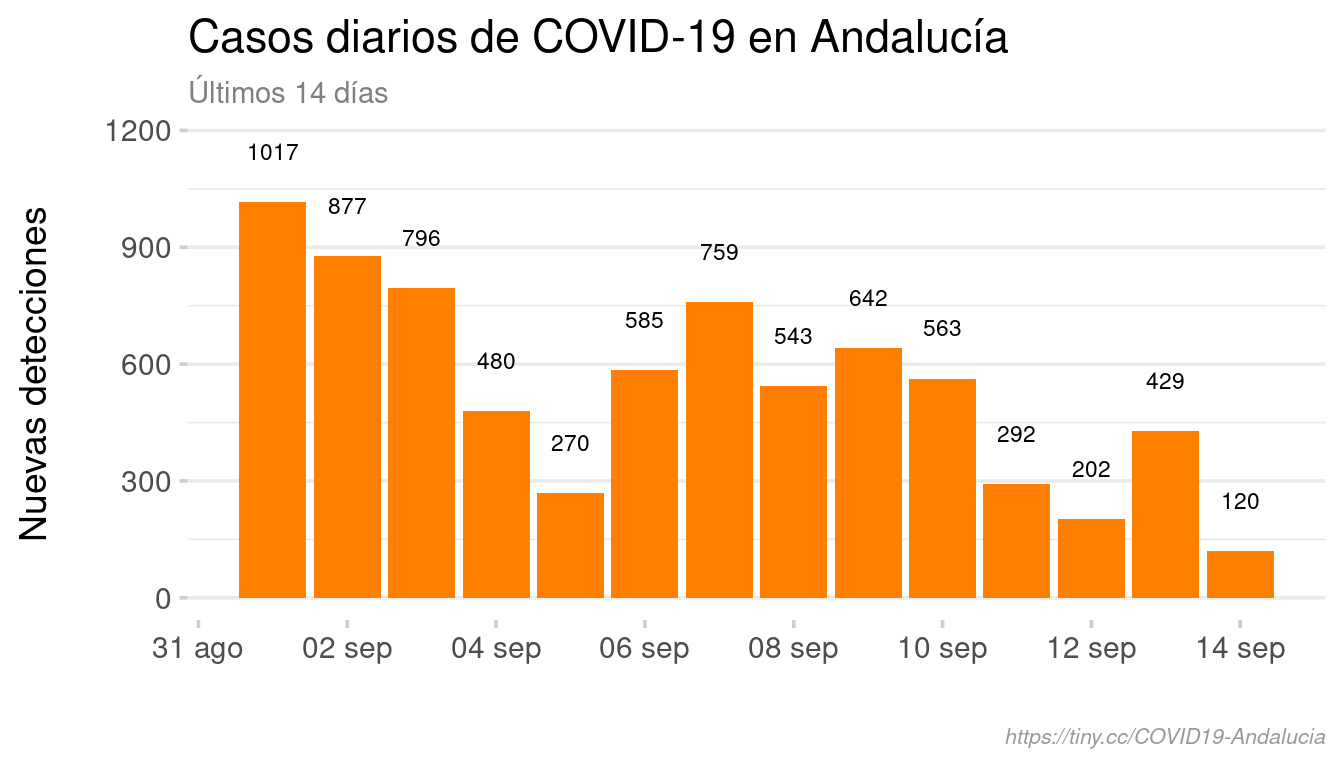 Casos diarios de COVID-19 en Andalucía
Últimos 14 días
Nuevas detecciones
1200
900
600
300
0
1017
877
796
480
270
585
759
543
642
563
292
202
429
120
31 ago
02 sep
04 sep
06 sep
08 sep
10 sep
12 sep
14 sep
https://tiny.cc/COVID19-Andalucia